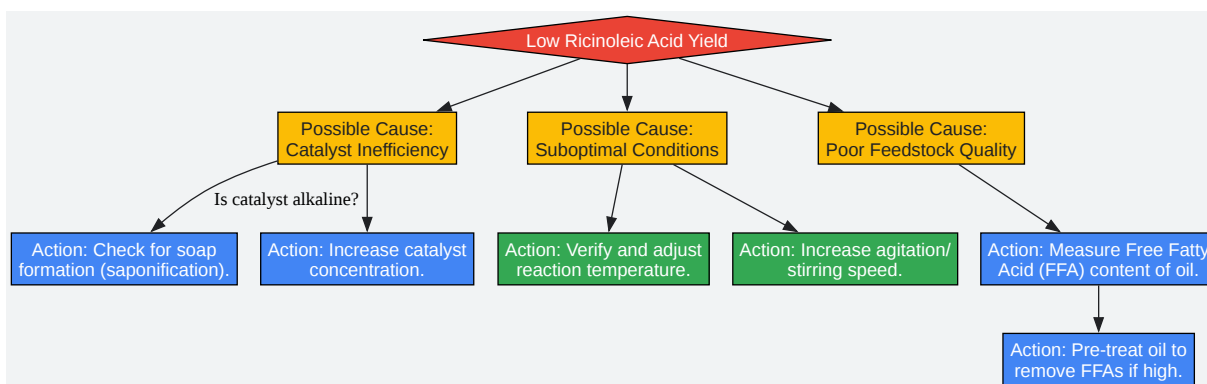 Low Ricinoleic Acid Yield
Possible Cause:
Catalyst Inefficiency
Possible Cause:
Suboptimal Conditions
Possible Cause:
Poor Feedstock Quality
Is catalyst alkaline?
Action: Check for soap
formation (saponification).
Action: Increase catalyst
concentration.
Action: Verify and adjust
reaction temperature.
Action: Increase agitation/
stirring speed.
Action: Measure Free Fatty
Acid (FFA) content of oil.
Action: Pre-treat oil to
remove FFAs if high.